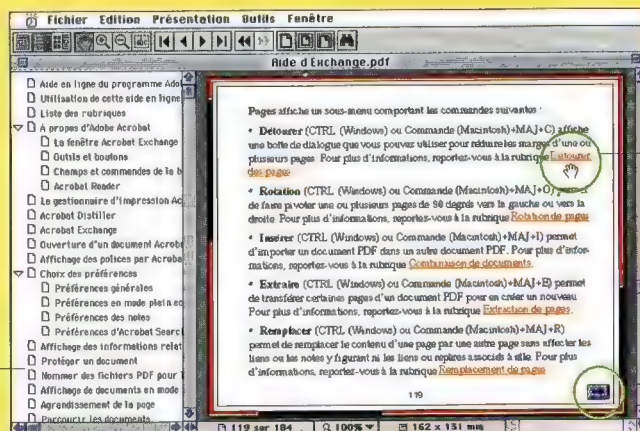 Fichier Edition Présentation Outils Fenêtre
Aide d'Exchange.pdf
Aide en ligne du programme Ado
Utilisation de cette aide en ligne
Liste des rubriques
A propos d'Adobe Acrobat
La fenêtre Acrobat Exchange
Outils et boutons
Champs et commandes de la b
Acrobat Reader
Le gestionnaire d'impression Ac
Acrobat Distiller
Acrobat Exchange
Ouverture d'un document Acrob
Affichage des polices par Acroba
Choix des préférences
Préférences générales
Préférences en mode plein ec
Préférences des notes
Préférences d'Acrobat Searc
Affichage des informations relat
Protéger un document
Nommer des fichiers PDF pour
Affichage de documents en mode
Agrandissement de la page
Parcourir les documents
Pages affiche un sous-menu comportant les commandes suivantes :
• Détourer (CTRL (Windows) ou Commande (Macintosh)+MAJ+C) affiche
une boîte de dialogue que vous pouvez utiliser pour réduire les marges d'une ou
plusieurs pages. Pour plus d'informations, reportez-vous à la rubrique Détourer
des pages
• Rotation (CTRL (Windows) ou Commande (Macintosh)+MAJ+O) permet
de faire pivoter une ou plusieurs pages de 90 degrés vers la gauche ou vers la
droite. Pour plus d'informations, reportez-vous à la rubrique Rotation de pages
• Insérer (CTRL (Windows) ou Commande (Macintosh)+MAJ+I) permet
d'importer un document PDF dans un autre document PDF. Pour plus d'infor-
mations, reportez-vous à la rubrique Combinaison de documents.
• Extraire (CTRL (Windows) ou Commande (Macintosh)+MAJ+E) permet
de transférer certaines pages d'un document PDF pour en créer un nouveau.
Pour plus d'informations, reportez-vous à la rubrique Extraction de pages.
• Remplacer (CTRL (Windows) ou Commande (Macintosh)+MAJ+R)
permet de remplacer le contenu d'une page par une autre page sans affecter les
liens ou les notes y figurant ni les liens ou repères associés à elle. Pour plus
d'informations, reportez-vous à la rubrique Remplacement de pages
119
119 sur 184 100% 162 x 131 mm